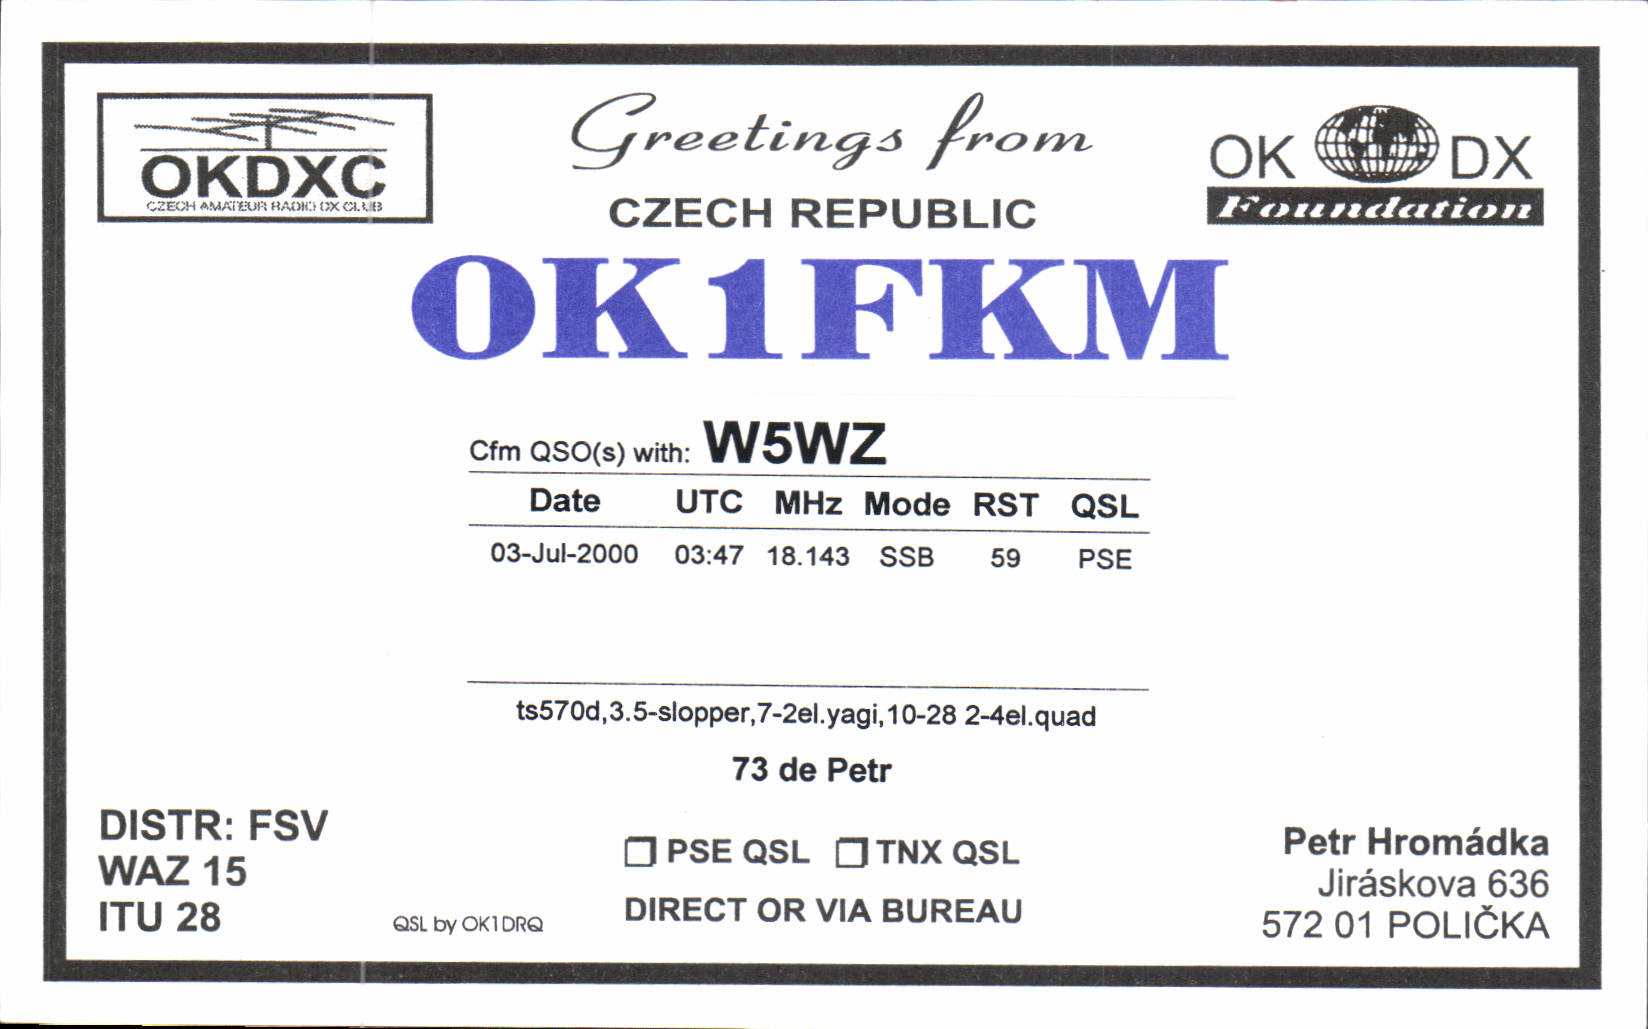 OKDXC
CZECH AMATEUR RADIO DX CLUB
Greetings from
CZECH REPUBLIC
OK DX
Foundation
OK1FKM
Cfm QSO(s) with: W5WZ
Date UTC MHz Mode RST QSL
03-Jul-2000 03:47 18.143 SSB 59 PSE
ts570d,3.5-slopper,7-2el.yagi,10-28 2-4el.quad
73 de Petr
DISTR: FSV
WAZ 15
ITU 28
QSL by OK1DRQ
PSE QSL TNX QSL
DIRECT OR VIA BUREAU
Petr Hromádka
Jiráskova 636
572 01 POLIČKA